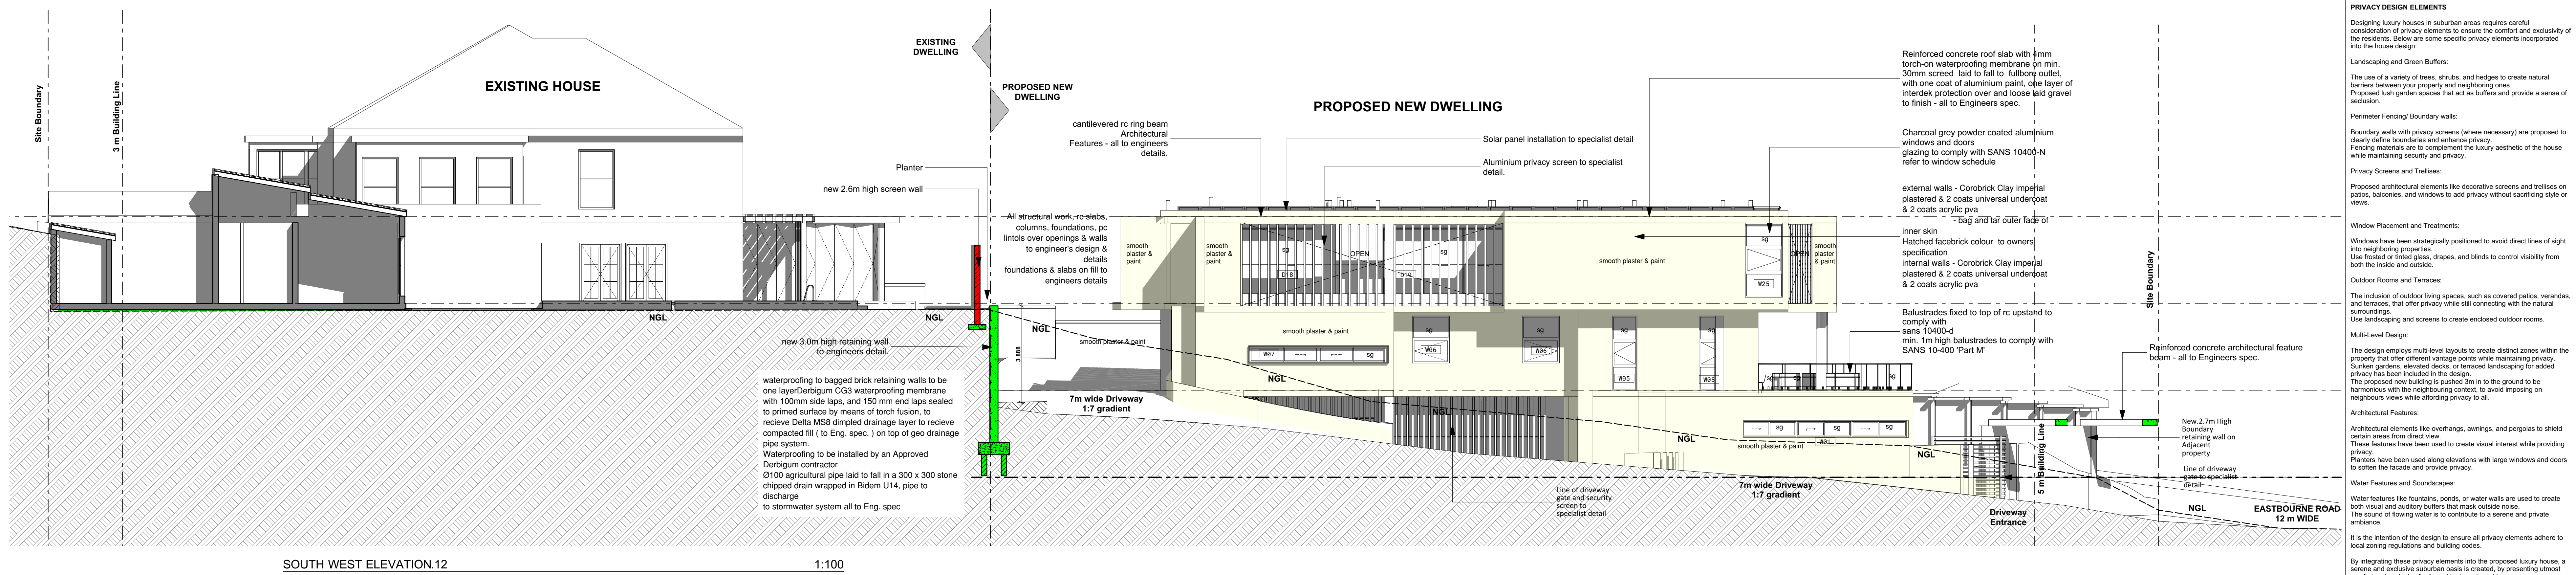 Site Boundary
3 m Building Line
EXISTING HOUSE
EXISTING
DWELLING
PROPOSED NEW
DWELLING
PROPOSED NEW DWELLING
Planter
new 2.6m high screen wall
cantilevered rc ring beam
Architectural
Features - all to engineers
details.
Solar panel installation to specialist detail
Aluminium privacy screen to specialist
detail.
Reinforced concrete roof slab with 4mm
torch-on waterproofing membrane on min.
30mm screed laid to fall to fullbore outlet,
with one coat of aluminium paint, one layer of
interdek protection over and loose laid gravel
to finish - all to Engineers spec.
Charcoal grey powder coated aluminium
windows and doors
glazing to comply with SANS 10400-N
refer to window schedule
external walls - Corobrick Clay imperial
plastered & 2 coats universal undercoat
& 2 coats acrylic pva
- bag and tar outer face of
inner skin
Hatched facebrick colour to owners
specification
internal walls - Corobrick Clay imperial
plastered & 2 coats universal undercoat
& 2 coats acrylic pva
Balustrades fixed to top of rc upstand to
comply with
sans 10400-d
min. 1m high balustrades to comply with
SANS 10-400 'Part M'
All structural work, rc slabs,
columns, foundations, pc
lintols over openings & walls
to engineer's design &
details
foundations & slabs on fill to
engineers details
smooth
plaster &
paint
smooth
plaster &
paint
sg
D18
OPEN
sg
D19
smooth plaster & paint
sg
W25
OPEN
smooth
plaster &
paint
NGL
NGL
NGL
3,888
smooth plaster & paint
smooth plaster & paint
W07
sg
sg
W06
sg
W06
sg
W05
sg
W05
sg
sg
sg
NGL
new 3.0m high retaining wall
to engineers detail.
7m wide Driveway
1:7 gradient
NGL
waterproofing to bagged brick retaining walls to be
one layerDerbigum CG3 waterproofing membrane
with 100mm side laps, and 150 mm end laps sealed
to primed surface by means of torch fusion, to
recieve Delta MS8 dimpled drainage layer to recieve
compacted fill ( to Eng. spec. ) on top of geo drainage
pipe system.
Waterproofing to be installed by an Approved
Derbigum contractor
Ø100 agricultural pipe laid to fall in a 300 x 300 stone
chipped drain wrapped in Bidem U14, pipe to
discharge
to stormwater system all to Eng. spec
Line of driveway
gate and security
screen to
specialist detail
NGL
smooth plaster & paint
sg
sg
sg
W01
7m wide Driveway
1:7 gradient
NGL
Driveway
Entrance
5 m Building Line
Site Boundary
Reinforced concrete architectural feature
beam - all to Engineers spec.
New.2.7m High
Boundary
retaining wall on
Adjacent
property
Line of driveway
gate to specialist
detail
NGL
EASTBOURNE ROAD
12 m WIDE
SOUTH WEST ELEVATION.12
1:100
PRIVACY DESIGN ELEMENTS
Designing luxury houses in suburban areas requires careful
consideration of privacy elements to ensure the comfort and exclusivity of
the residents. Below are some specific privacy elements incorporated
into the house design:
Landscaping and Green Buffers:
The use of a variety of trees, shrubs, and hedges to create natural
barriers between your property and neighboring ones.
Proposed lush garden spaces that act as buffers and provide a sense of
seclusion.
Perimeter Fencing/ Boundary walls:
Boundary walls with privacy screens (where necessary) are proposed to
clearly define boundaries and enhance privacy.
Fencing materials are to complement the luxury aesthetic of the house
while maintaining security and privacy.
Privacy Screens and Trellises:
Proposed architectural elements like decorative screens and trellises on
patios, balconies, and windows to add privacy without sacrificing style or
views.
Window Placement and Treatments:
Windows have been strategically positioned to avoid direct lines of sight
into neighboring properties.
Use frosted or tinted glass, drapes, and blinds to control visibility from
both the inside and outside.
Outdoor Rooms and Terraces:
The inclusion of outdoor living spaces, such as covered patios, verandas,
and terraces, that offer privacy while still connecting with the natural
surroundings.
Use landscaping and screens to create enclosed outdoor rooms.
Multi-Level Design:
The design employs multi-level layouts to create distinct zones within the
property that offer different vantage points while maintaining privacy.
Sunken gardens, elevated decks, or terraced landscaping for added
privacy has been included in the design.
The proposed new building is pushed 3m in to the ground to be
harmonious with the neighbouring context, to avoid imposing on
neighbours views while affording privacy to all.
Architectural Features:
Architectural elements like overhangs, awnings, and pergolas to shield
certain areas from direct view.
These features have been used to create visual interest while providing
privacy.
Planters have been used along elevations with large windows and doors
to soften the facade and provide privacy.
Water Features and Soundscapes:
Water features like fountains, ponds, or water walls are used to create
both visual and auditory buffers that mask outside noise.
The sound of flowing water is to contribute to a serene and private
ambiance.
It is the intention of the design to ensure all privacy elements adhere to
local zoning regulations and building codes.
By integrating these privacy elements into the proposed luxury house, a
serene and exclusive suburban oasis is created, by presenting utmost